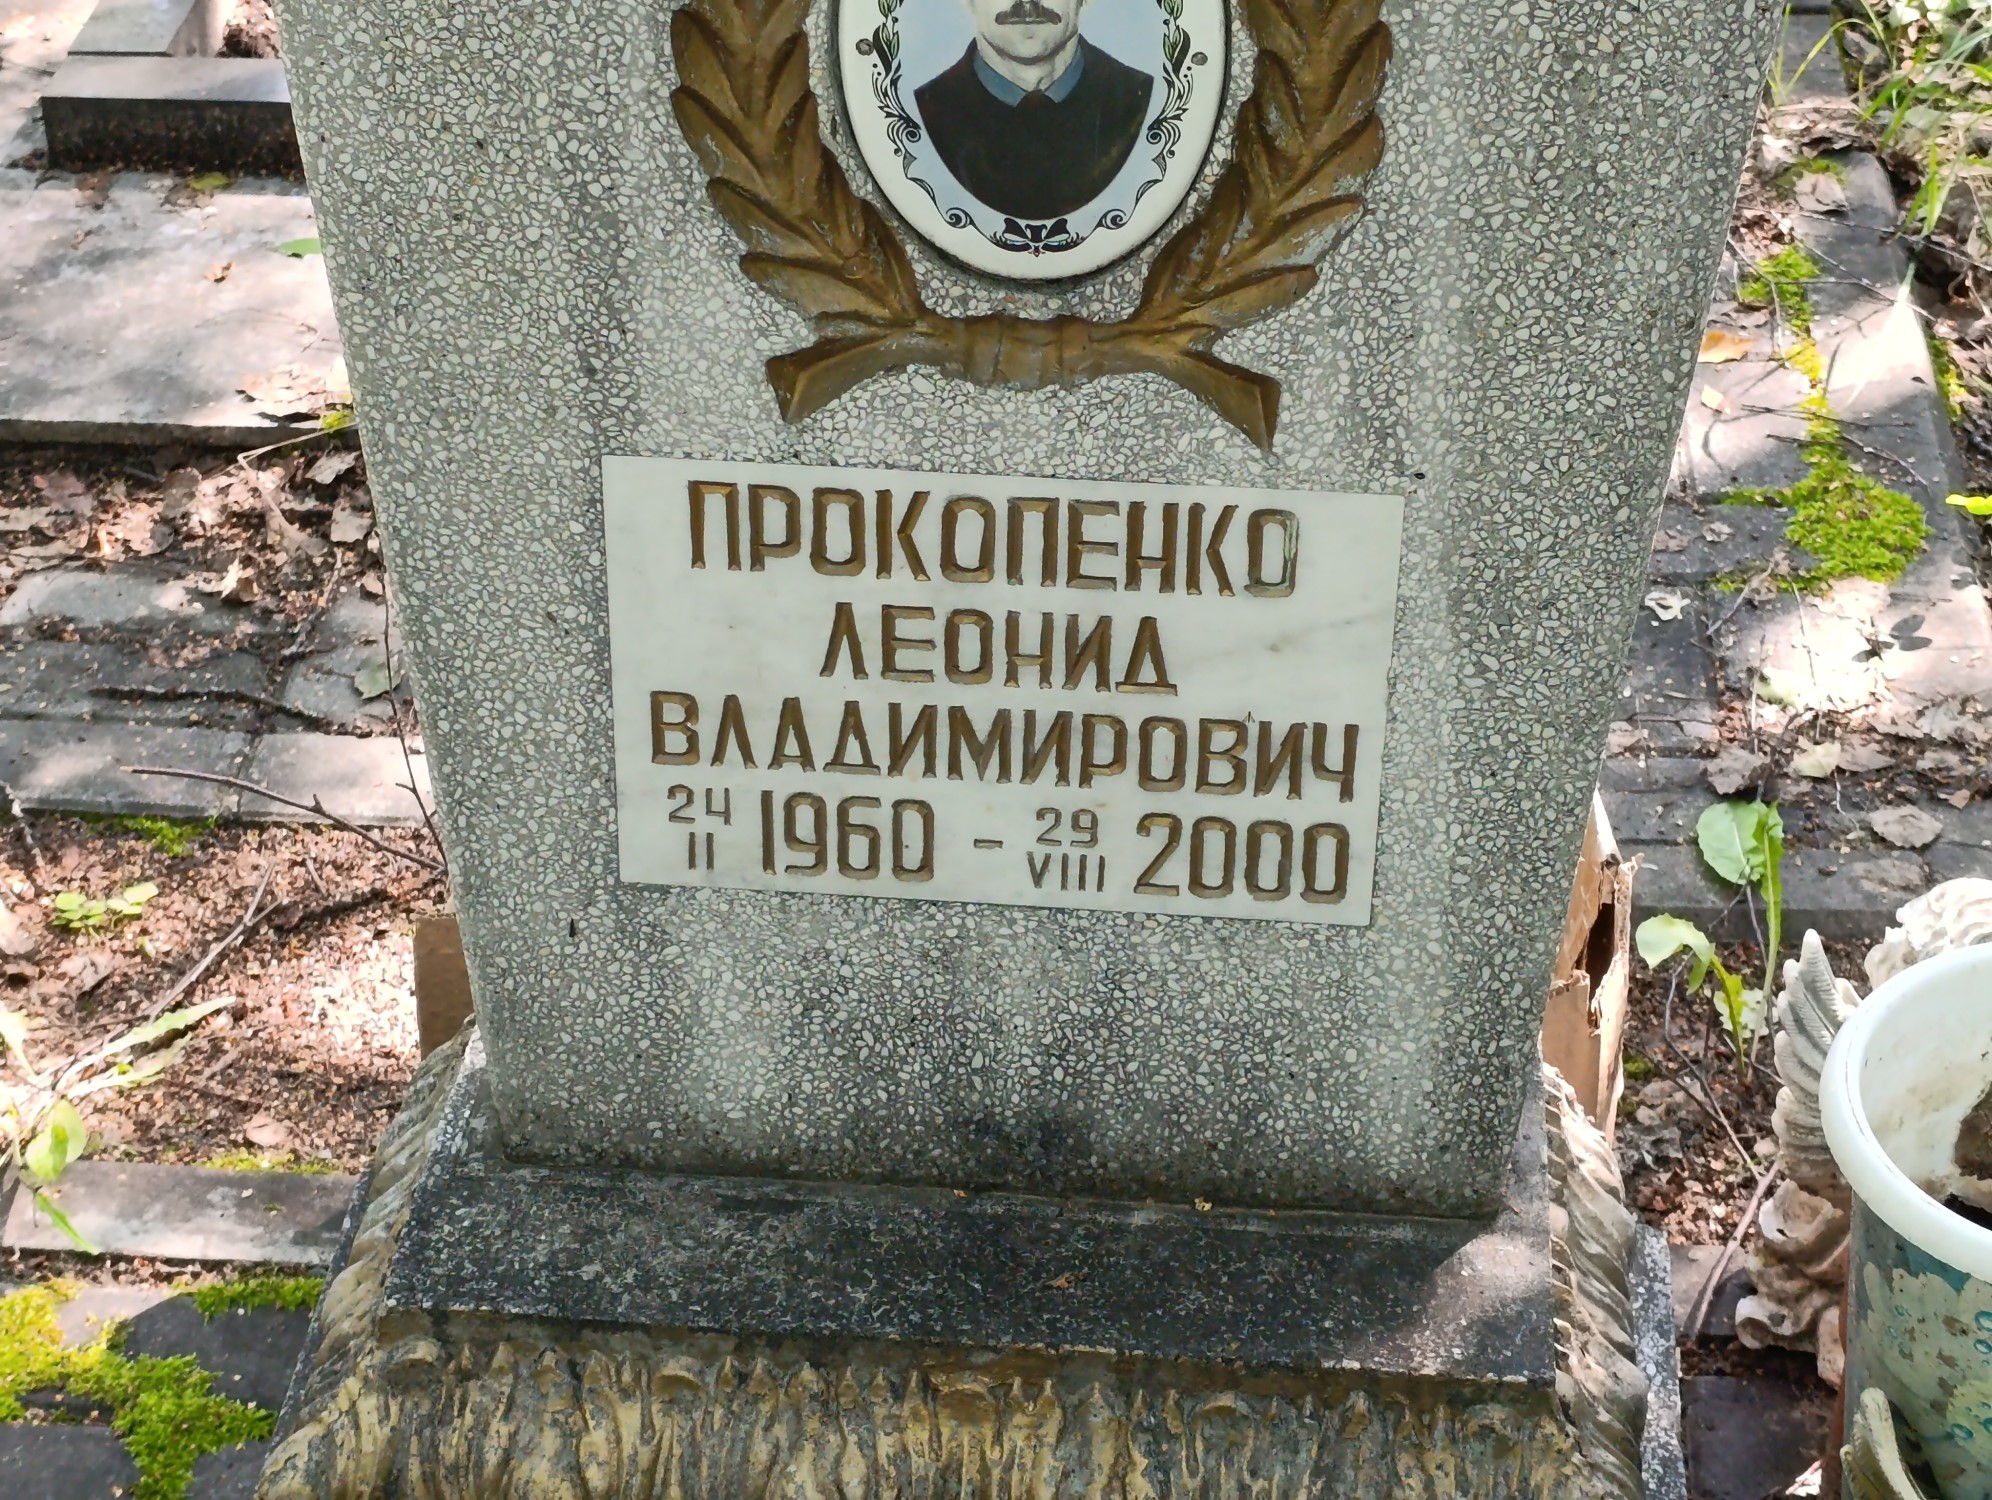 ПРОКОПЕНКО
ЛЕОНИД
ВЛАДИМИРОВИЧ
24 II 1960 - 29 VIII 2000